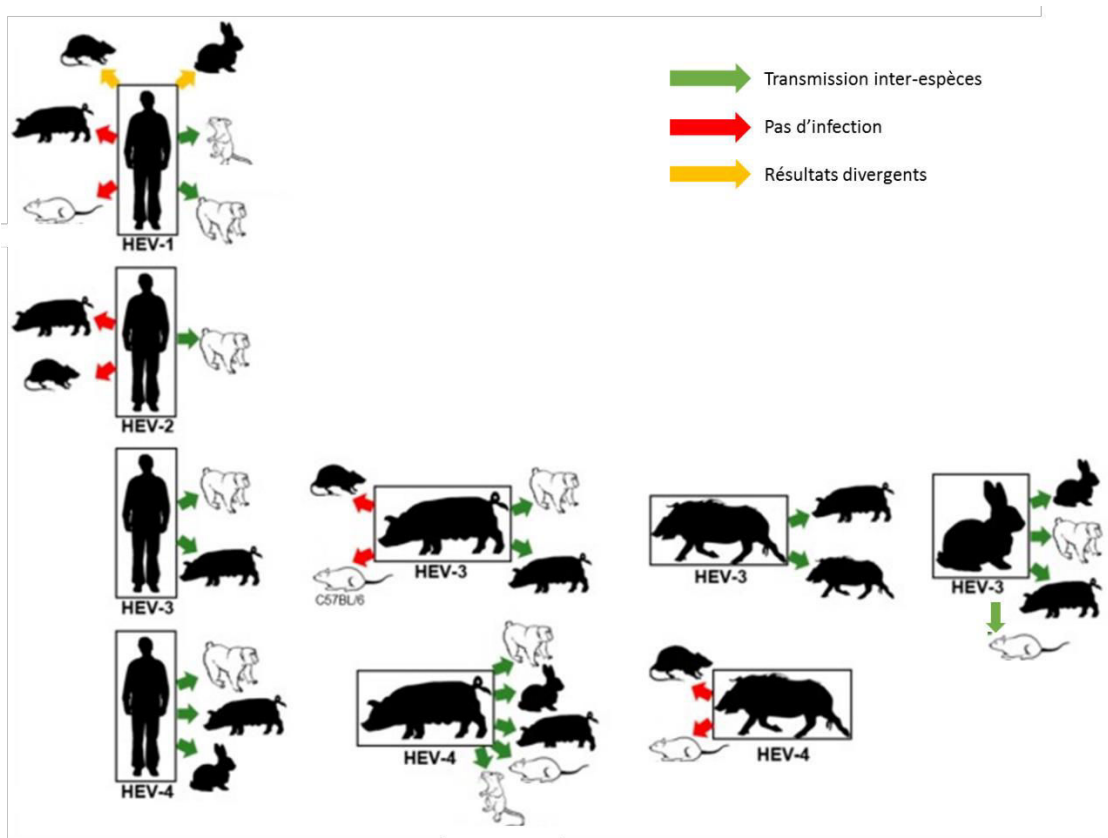 Transmission inter-espèces
Pas d'infection
Résultats divergents
HEV-1
HEV-2
HEV-3
HEV-3
C57BL/6
HEV-3
HEV-3
HEV-4
HEV-4
HEV-4